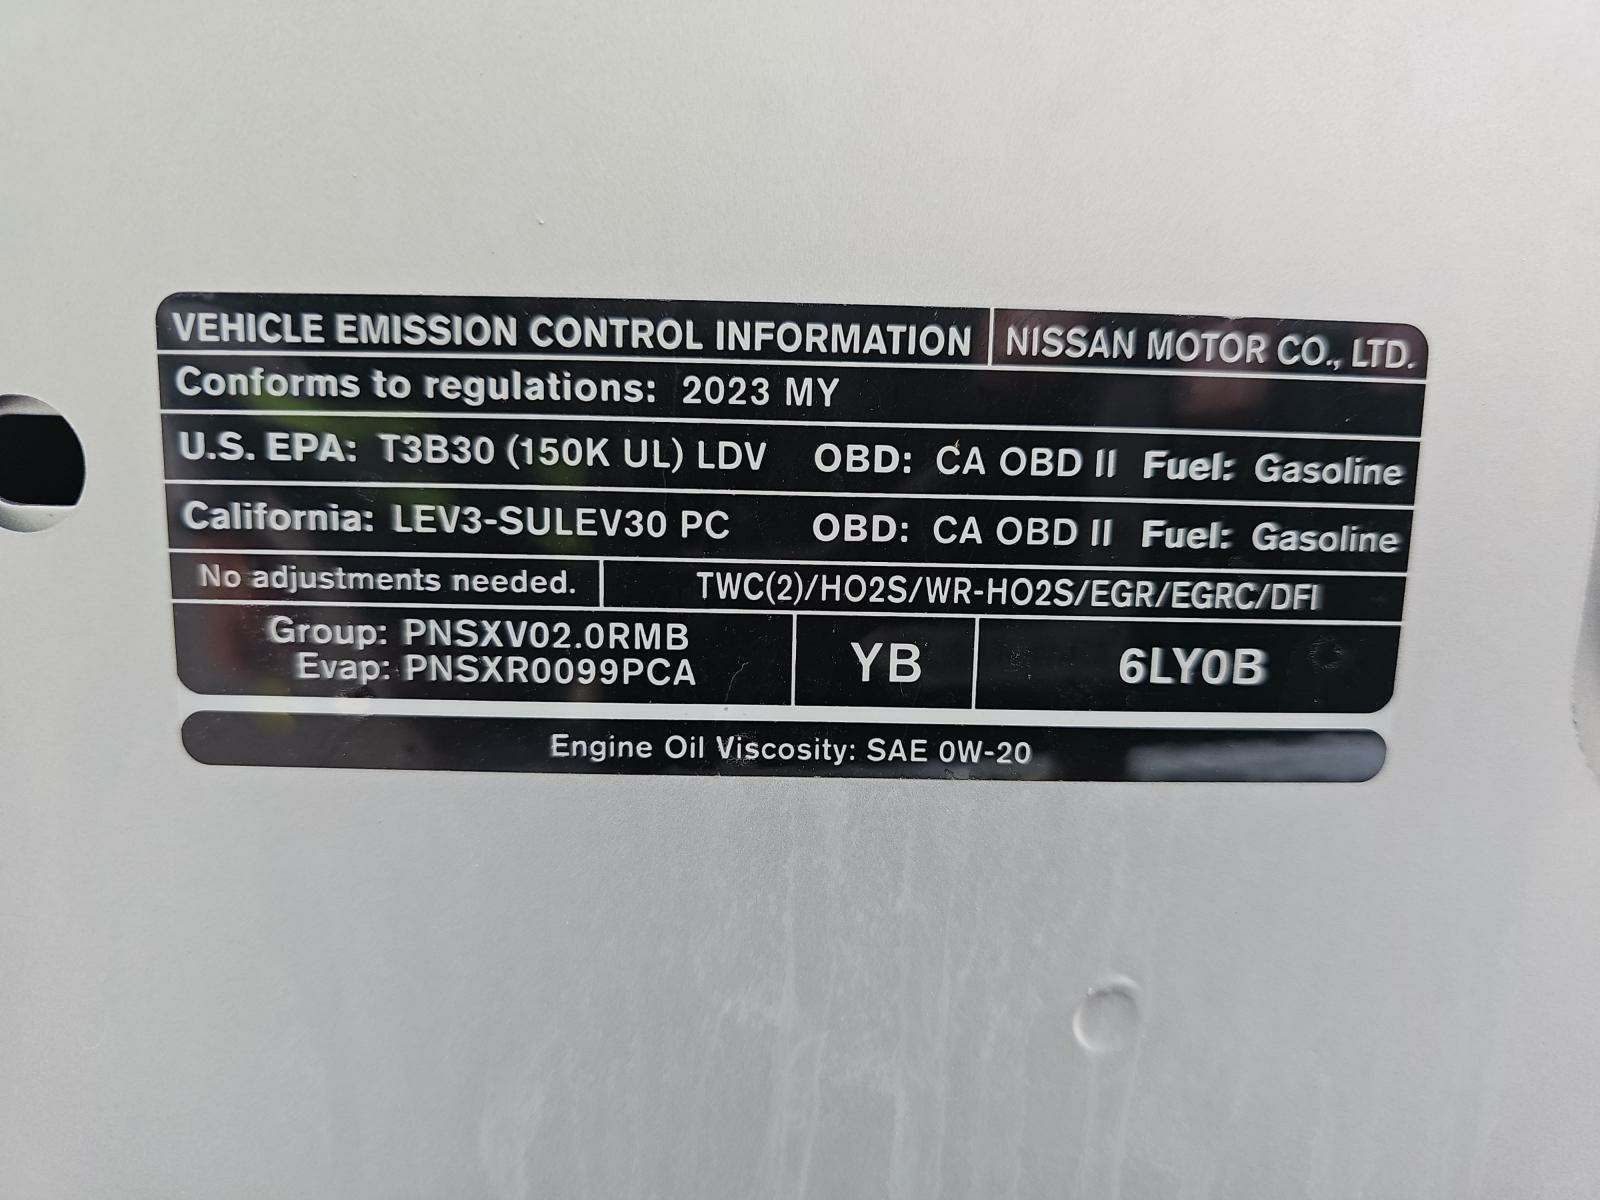 VEHICLE EMISSION CONTROL INFORMATION NISSAN MOTOR CO., LTD.
Conforms to regulations: 2023 MY
U.S. EPA: T3B30 (150K UL) LDV OBD: CA OBD II Fuel: Gasoline
California: LEV3-SULEV30 PC OBD: CA OBD II Fuel: Gasoline
No adjustments needed. TWC(2)/HO2S/WR-HO2S/EGR/EGRC/DFI
Group: PNSXV02.0RMB
Evap: PNSXR0099PCA
YB
6LY0B
Engine Oil Viscosity: SAE 0W-20